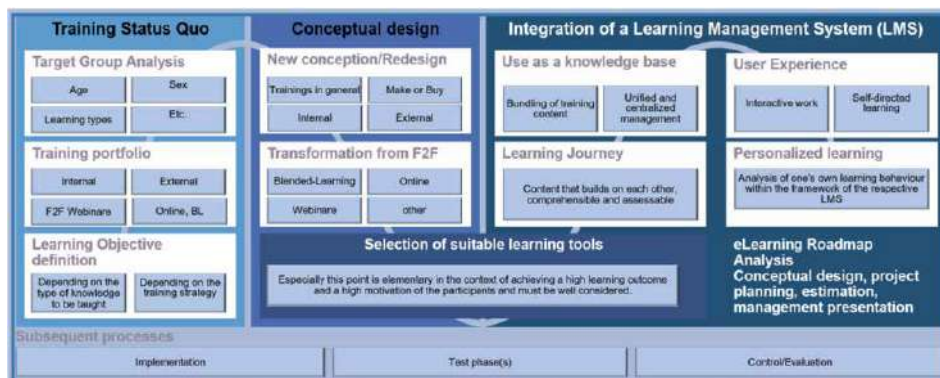 Training Status Quo
Target Group Analysis
Age
Sex
Learning types
Etc.
Training portfolio
Internal
External
F2F Webinare
Online, BL
Learning Objective
definition
Depending on the
type of knowledge
to be taught
Depending on the
training strategy
Conceptual design
New conception/Redesign
Trainings in general
Make or Buy
Internal
External
Transformation from F2F
Blended-Learning
Online
Webinare
other
Integration of a Learning Management System (LMS)
Use as a knowledge base
Bundling of training
content
Unified and
centralized
management
Learning Journey
Content that builds on each other,
comprehensible and assessable
User Experience
Interactive work
Self-directed
learning
Personalized learning
Analysis of one's own learning behaviour
within the framework of the respective
LMS
Selection of suitable learning tools
Especially this point is elementary in the context of achieving a high learning outcome
and a high motivation of the participants and must be well considered.
eLearning Roadmap
Analysis
Conceptual design, project
planning, estimation,
management presentation
Subsequent processes
Implementation
Test phase(s)
Control/Evaluation